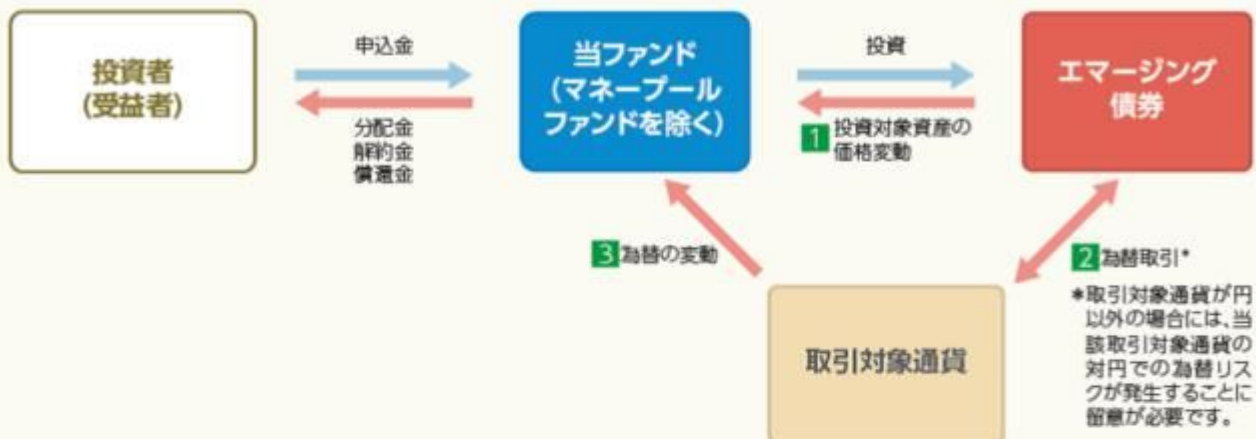 投資者
(受益者)
申込金
分配金
解約金
償還金
当ファンド
(マネープール
ファンドを除く)
投資
1 投資対象資産の
価格変動
エマージング
債券
3 為替の変動
2 為替取引*
*取引対象通貨が円
以外の場合には、当
該取引対象通貨の
対円での為替リス
クが発生することに
留意が必要です。
取引対象通貨